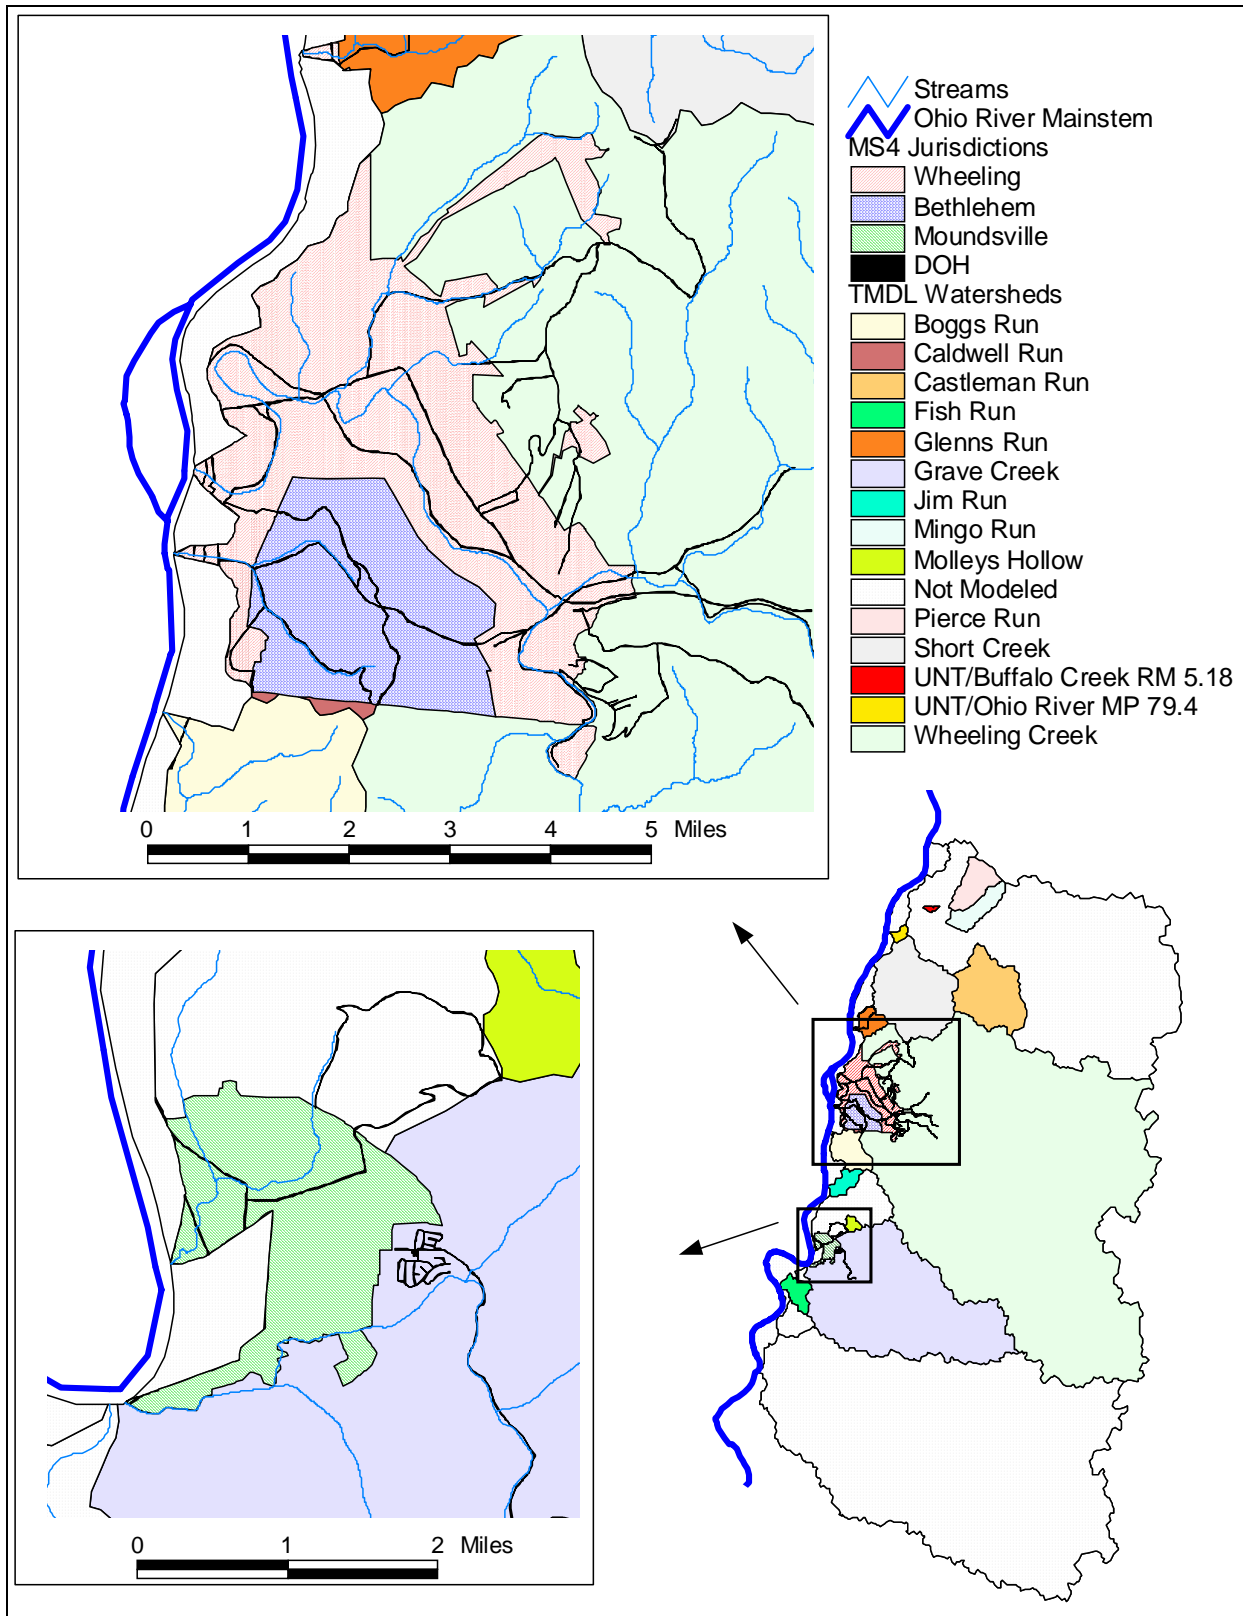 Streams
Ohio River Mainstem
MS4 Jurisdictions
Wheeling
Bethlehem
Moundsville
DOH
TMDL Watersheds
Boggs Run
Caldwell Run
Castleman Run
Fish Run
Glenns Run
Grave Creek
Jim Run
Mingo Run
Molleys Hollow
Not Modeled
Pierce Run
Short Creek
UNT/Buffalo Creek RM 5.18
UNT/Ohio River MP 79.4
Wheeling Creek
0 1 2 3 4 5 Miles
0 1 2 Miles